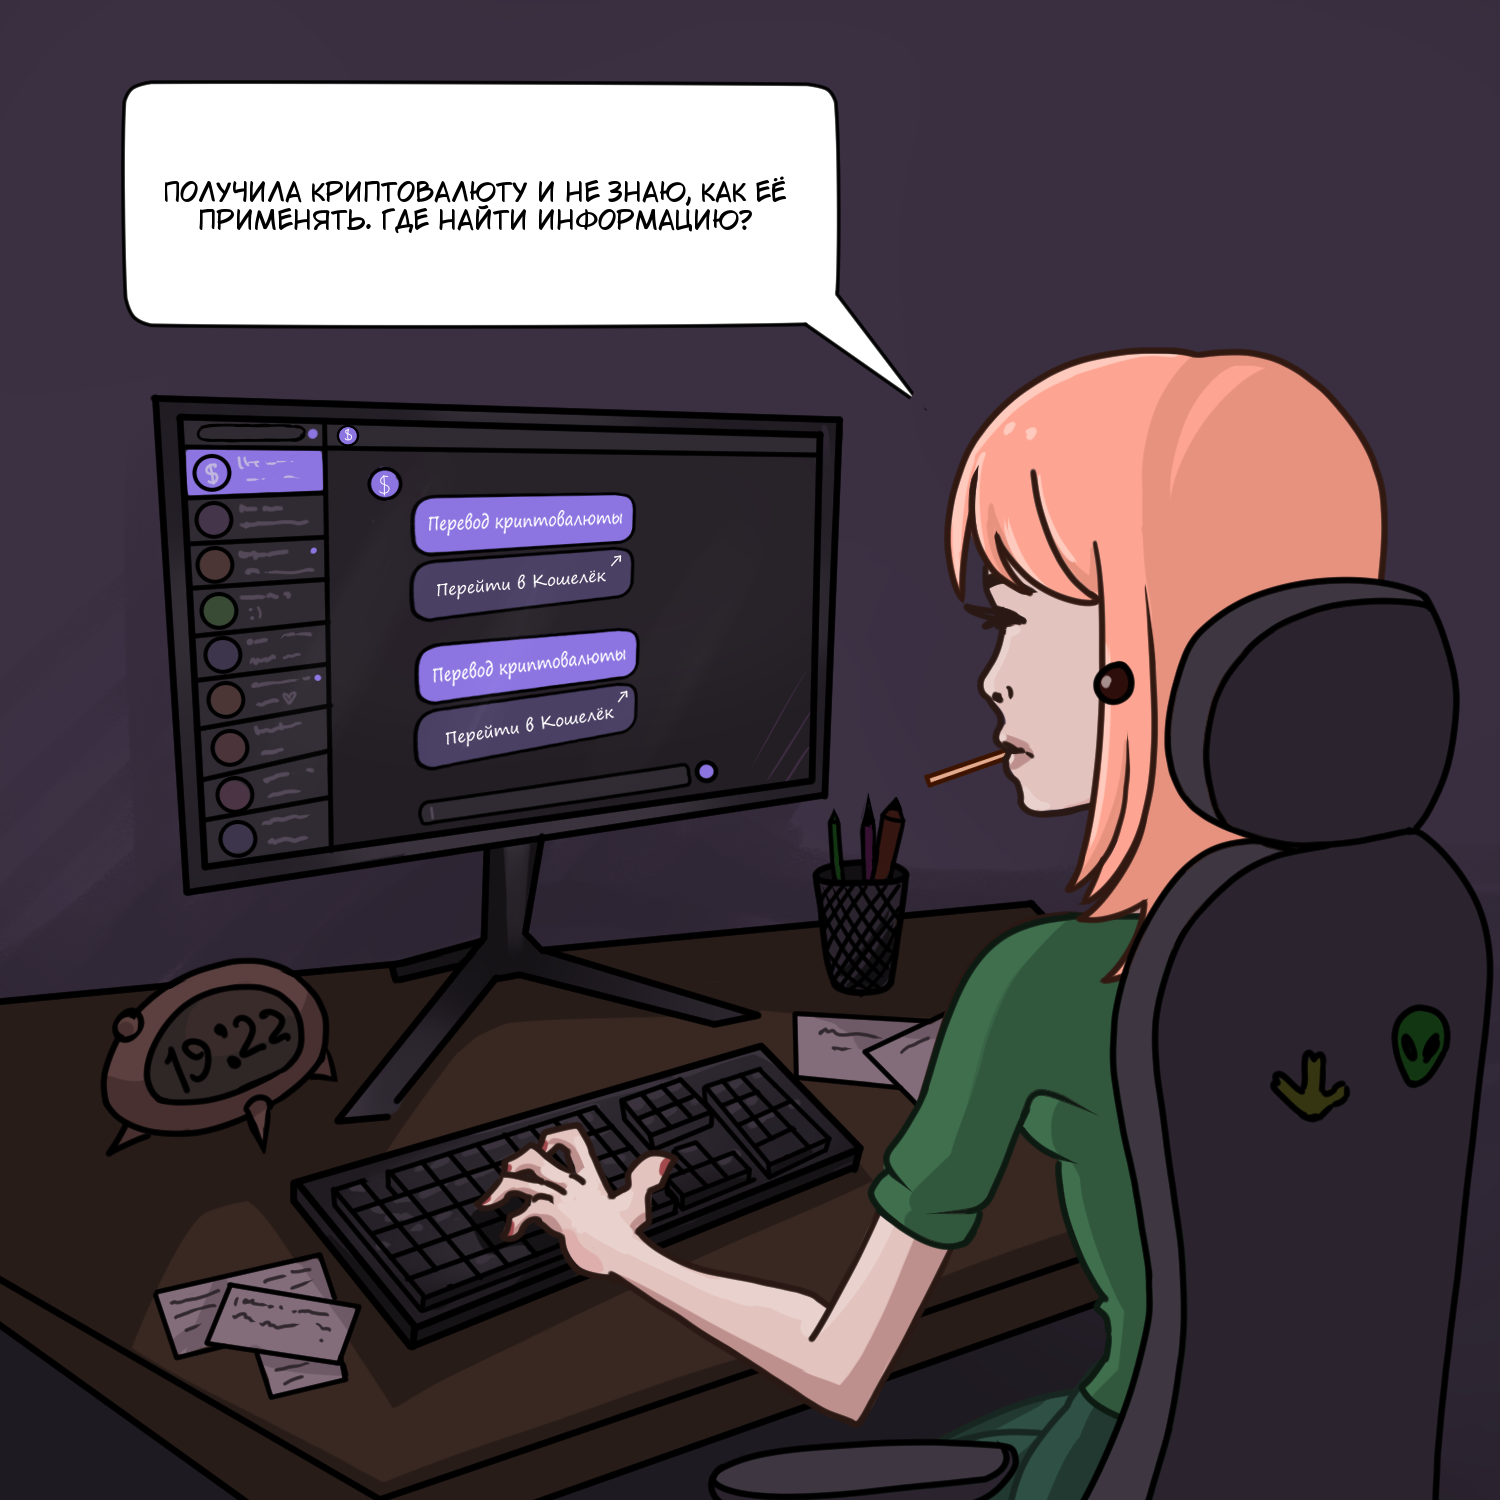 ПОЛУЧИЛА КРИПТОВАЛЮТУ И НЕ ЗНАЮ, КАК ЕЁ
ПРИМЕНЯТЬ. ГДЕ НАЙТИ ИНФОРМАЦИЮ?
$
$
$
:)
Перевод криптовалюты
Перейти в Кошелёк
Перевод криптовалюты
Перейти в Кошелёк
19:22